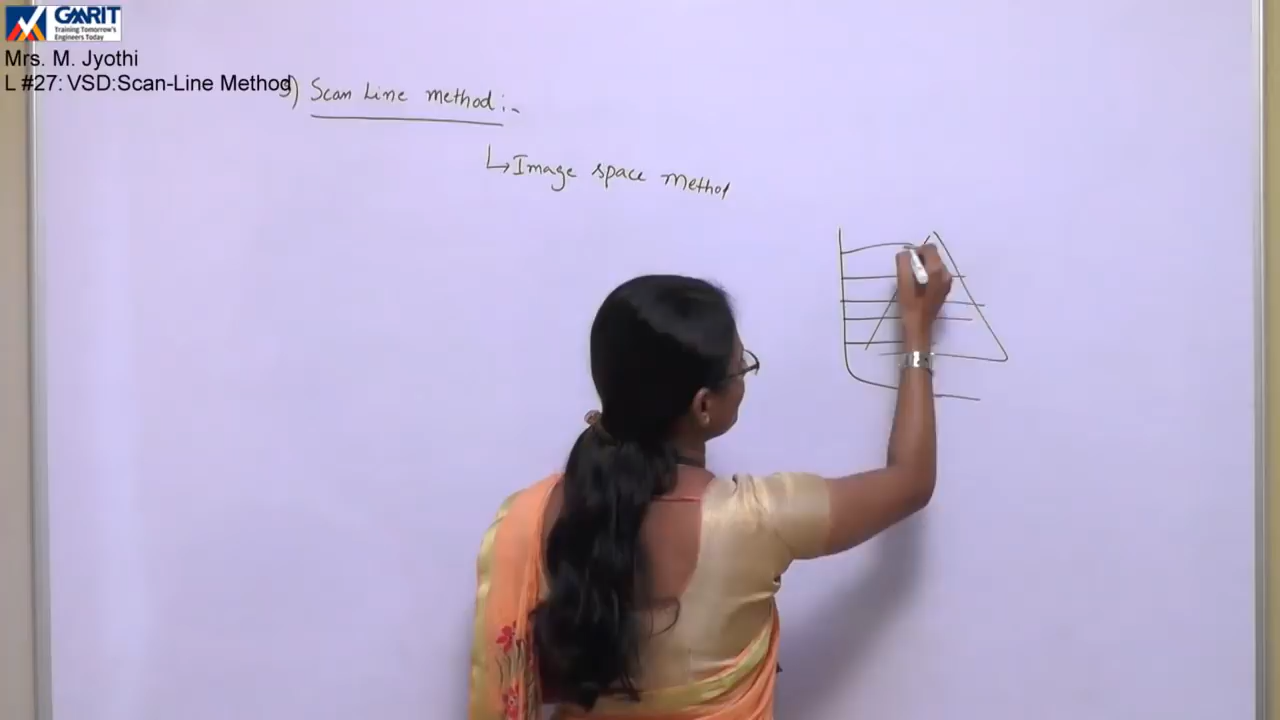 GMRIT
Training Tomorrow's
Engineers Today
Mrs. M. Jyothi
L #27: VSD:Scan-Line Method
3) Scan Line method:-
↳ Image space Method